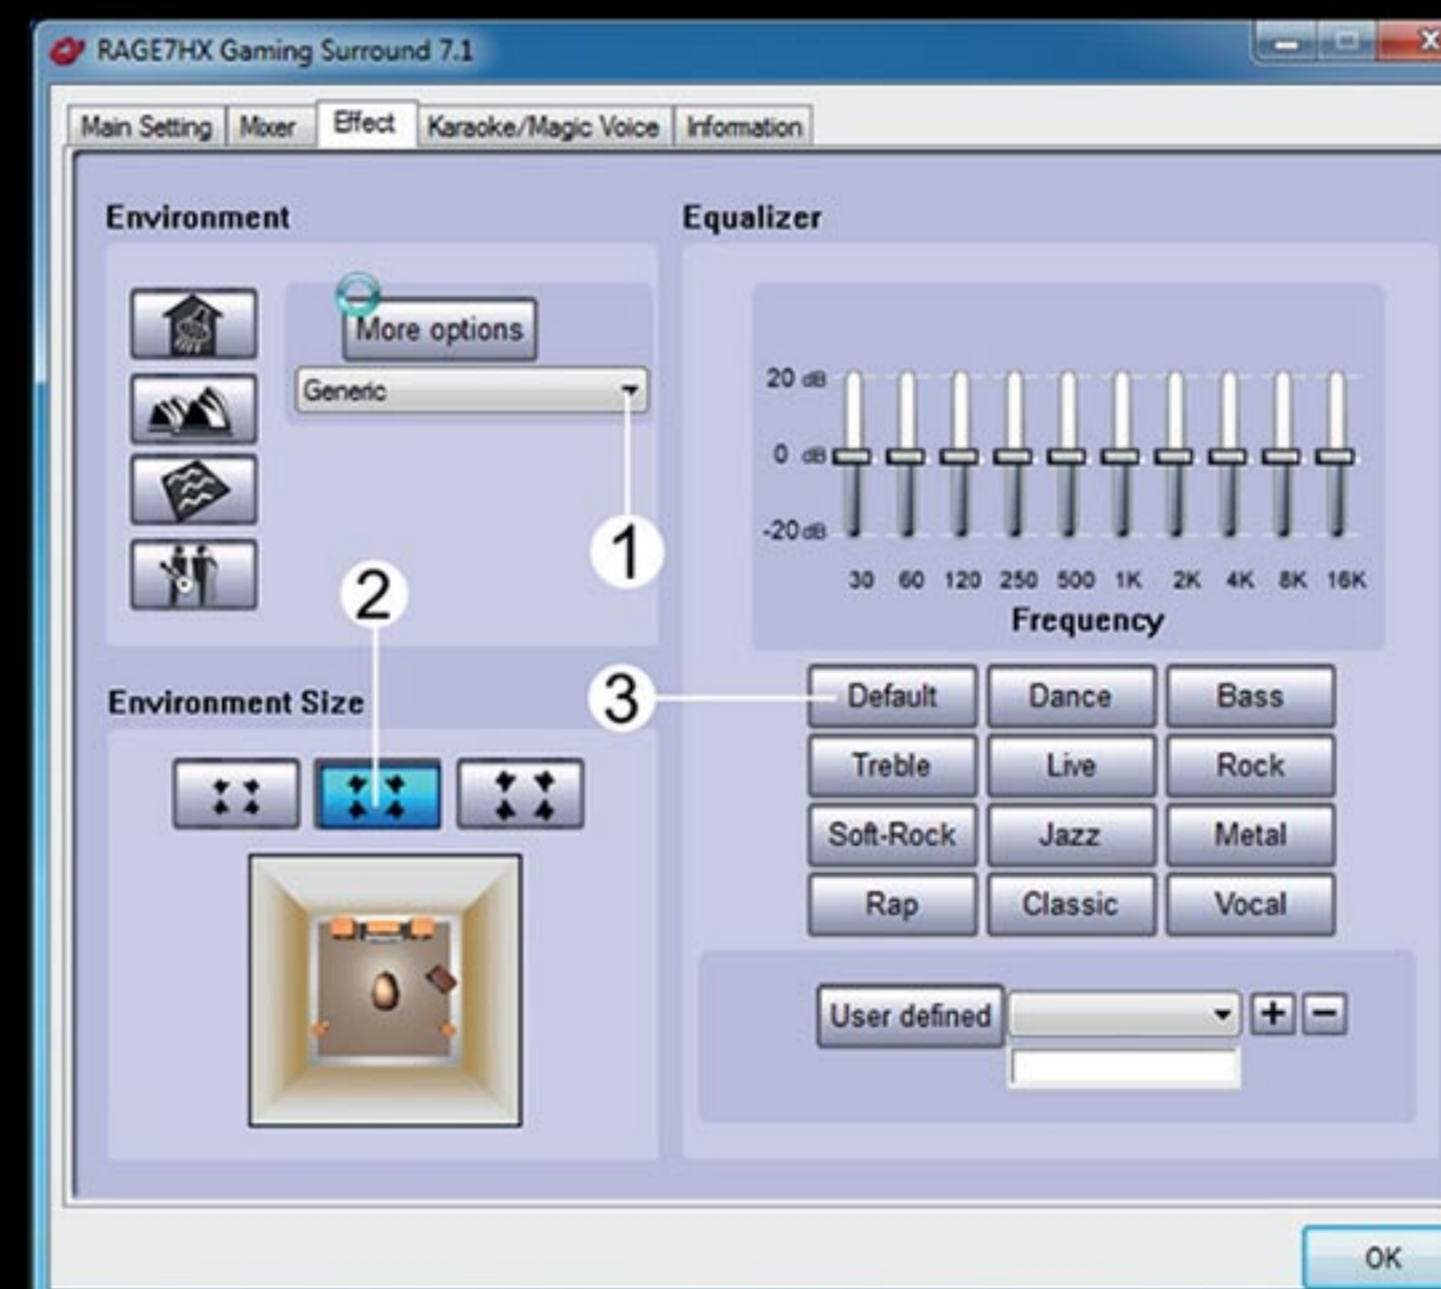 RAGE7HX Gaming Surround 7.1
Main Setting Mixer Effect Karaoke/Magic Voice Information
Environment
More options
Generic
1
2
Environment Size
Equalizer
20 dB
0 dB
-20 dB
30 60 120 250 500 1K 2K 4K 8K 16K
Frequency
3
Default Dance Bass
Treble Live Rock
Soft-Rock Jazz Metal
Rap Classic Vocal
User defined + −
OK